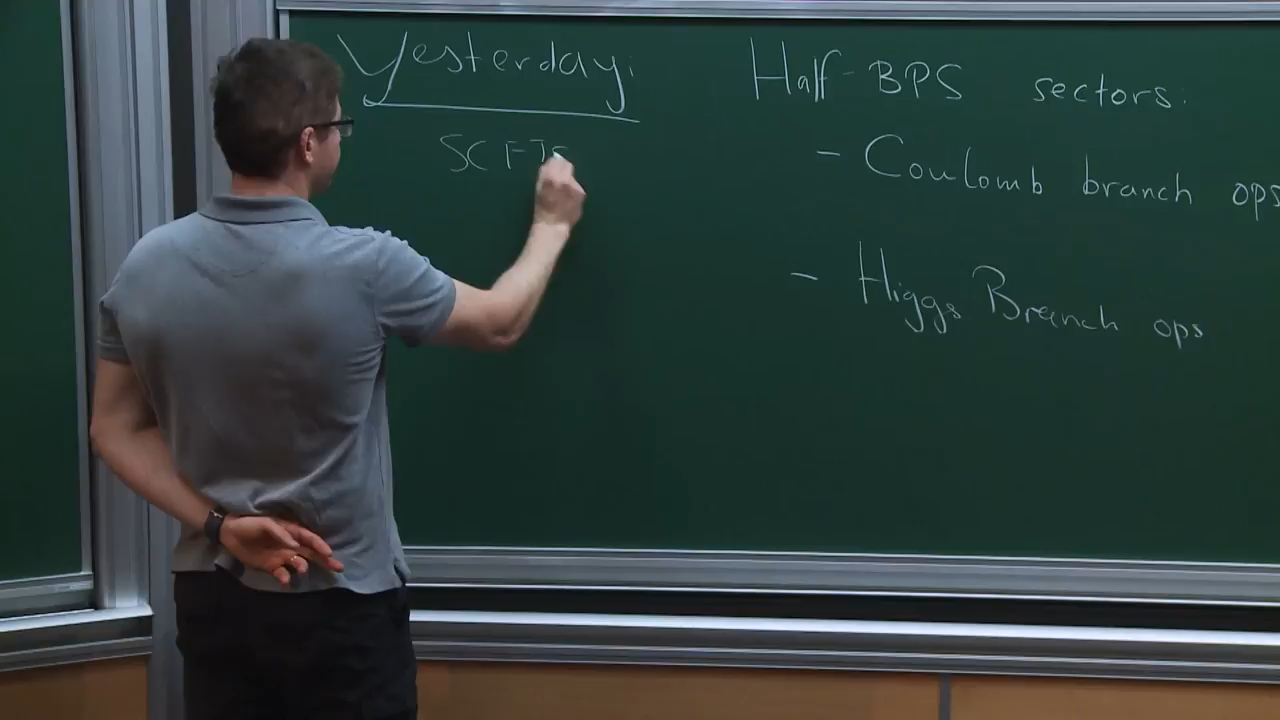 Yesterday:
SCFTs
Half-BPS sectors:
- Coulomb branch ops
- Higgs Branch ops